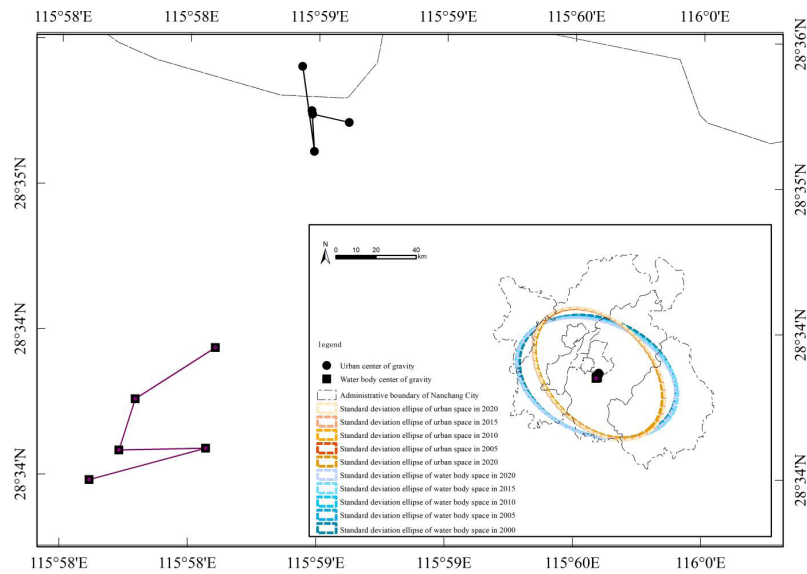 115°58'E 115°58'E 115°59'E 115°59'E 115°60'E 116°0'E
28°36'N
28°35'N
28°35'N
28°34'N
28°34'N
28°34'N
28°34'N
N
0 10 20 40
km
legend
Urban center of gravity
Water body center of gravity
Administrative boundary of Nanchang City
Standard deviation ellipse of urban space in 2020
Standard deviation ellipse of urban space in 2015
Standard deviation ellipse of urban space in 2010
Standard deviation ellipse of urban space in 2005
Standard deviation ellipse of urban space in 2020
Standard deviation ellipse of water body space in 2020
Standard deviation ellipse of water body space in 2015
Standard deviation ellipse of water body space in 2010
Standard deviation ellipse of water body space in 2005
Standard deviation ellipse of water body space in 2000
115°58'E 115°58'E 115°59'E 115°59'E 115°60'E 116°0'E